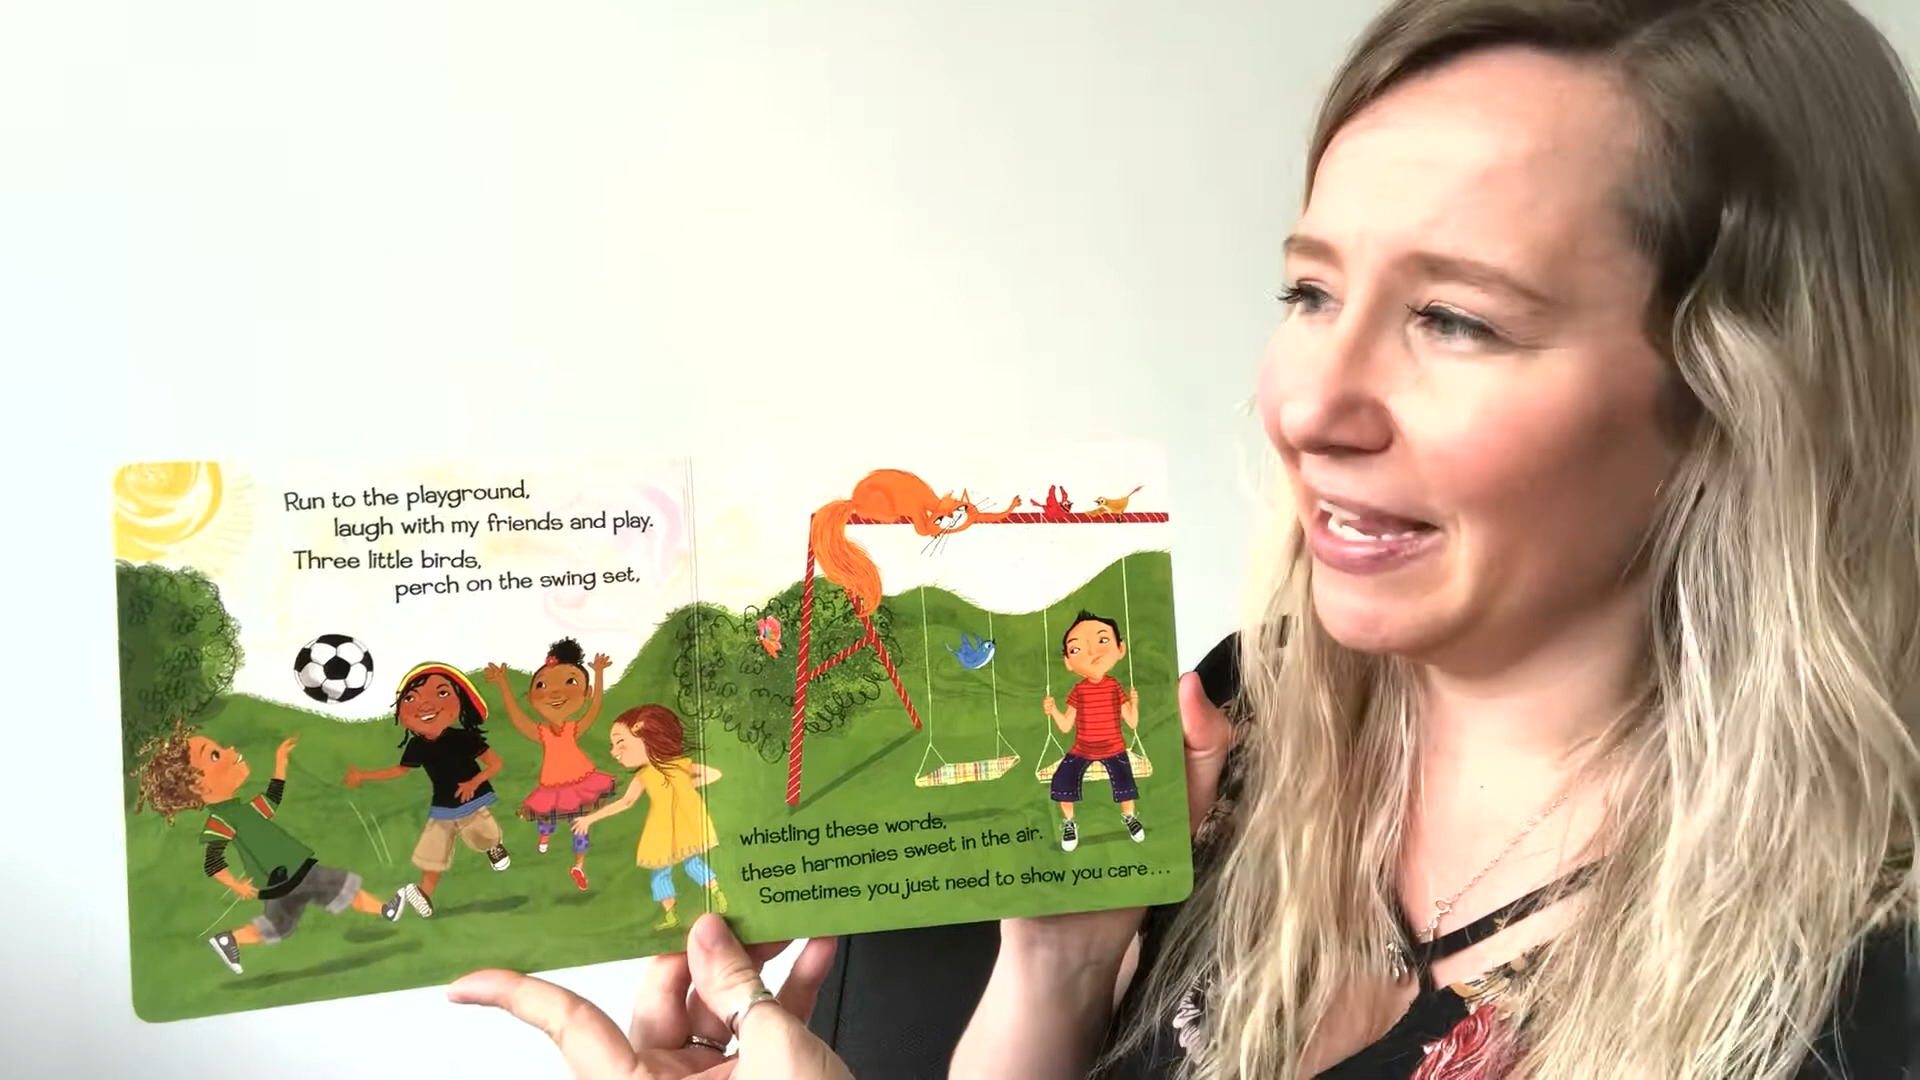 Run to the playground,
laugh with my friends and play.
Three little birds,
perch on the swing set,
whistling these words,
these harmonies sweet in the air.
Sometimes you just need to show you care...